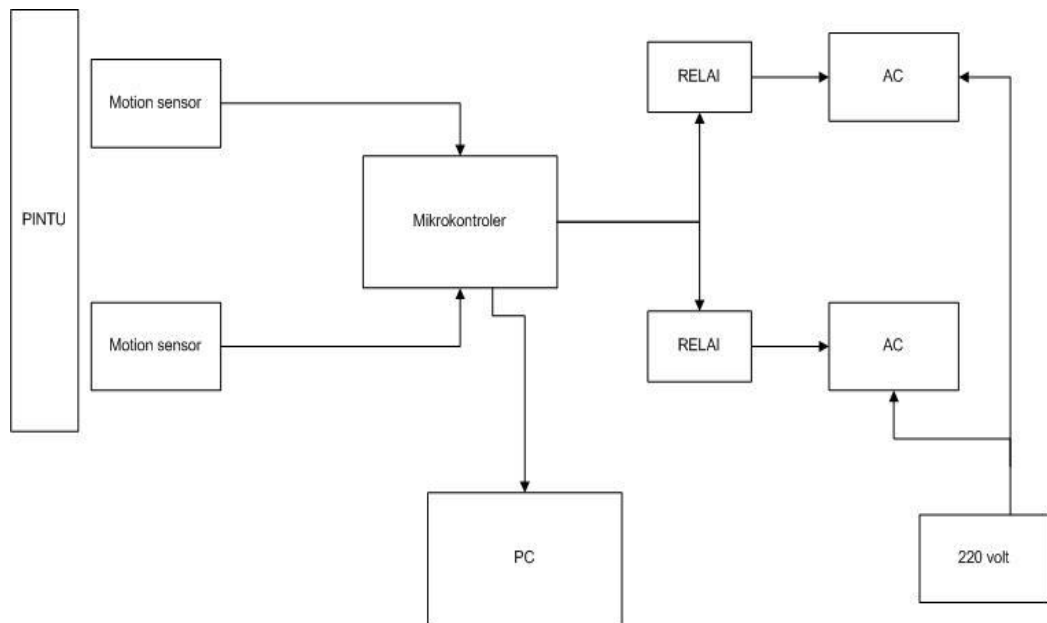 PINTU
Motion sensor
Motion sensor
Mikrokontroler
RELAI
AC
RELAI
AC
PC
220 volt